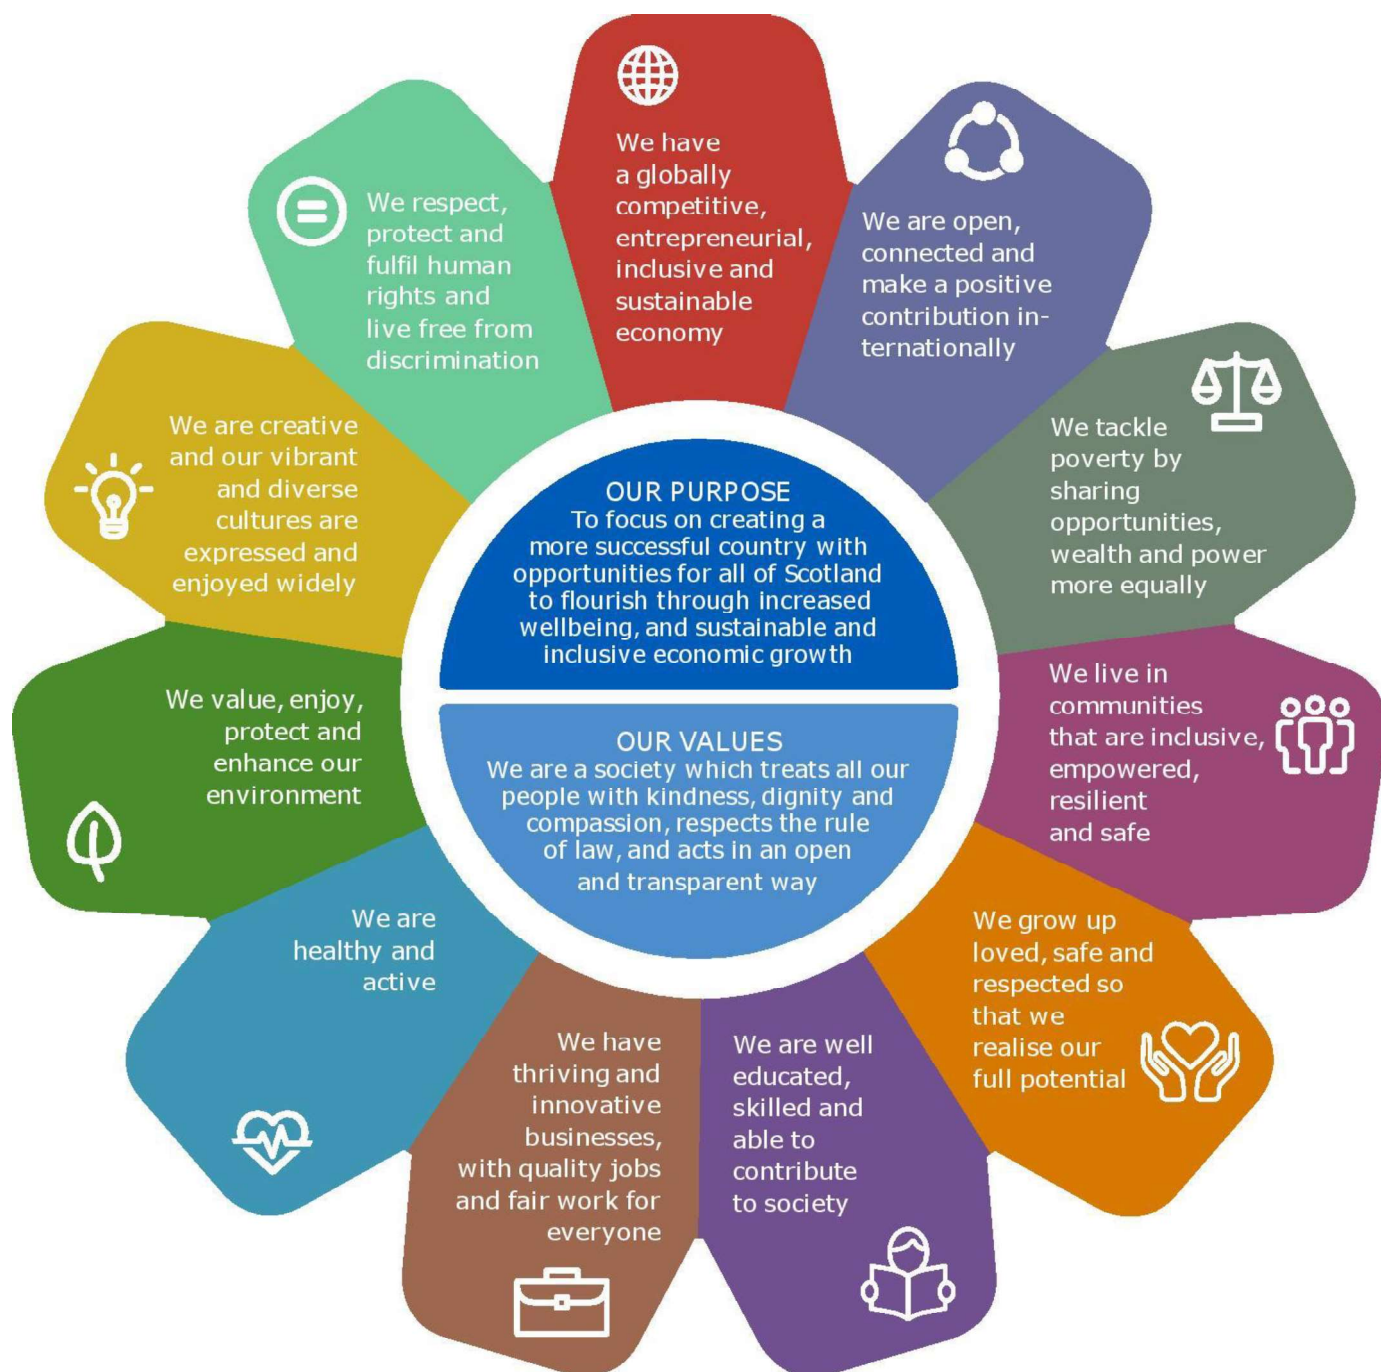 We have
a globally
competitive,
entrepreneurial,
inclusive and
sustainable
economy
We are open,
connected and
make a positive
contribution in-
ternationally
We tackle
poverty by
sharing
opportunities,
wealth and power
more equally
We live in
communities
that are inclusive,
empowered,
resilient
and safe
We grow up
loved, safe and
respected so
that we
realise our
full potential
We are well
educated,
skilled and
able to
contribute
to society
We have
thriving and
innovative
businesses,
with quality jobs
and fair work for
everyone
We are
healthy and
active
We value, enjoy,
protect and
enhance our
environment
We are creative
and our vibrant
and diverse
cultures are
expressed and
enjoyed widely
We respect,
protect and
fulfil human
rights and
live free from
discrimination
OUR PURPOSE
To focus on creating a
more successful country with
opportunities for all of Scotland
to flourish through increased
wellbeing, and sustainable and
inclusive economic growth
OUR VALUES
We are a society which treats all our
people with kindness, dignity and
compassion, respects the rule
of law, and acts in an open
and transparent way